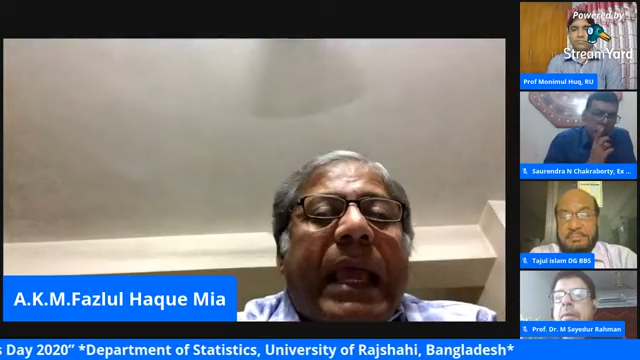 Powered by
StreamYard
Prof Monimul Huq, RU
Saurendra N Chakraborty, Ex ...
Tajul islam DG BBS
Prof. Dr. M Sayedur Rahman
A.K.M.Fazlul Haque Mia
s Day 2020” *Department of Statistics, University of Rajshahi, Bangladesh*